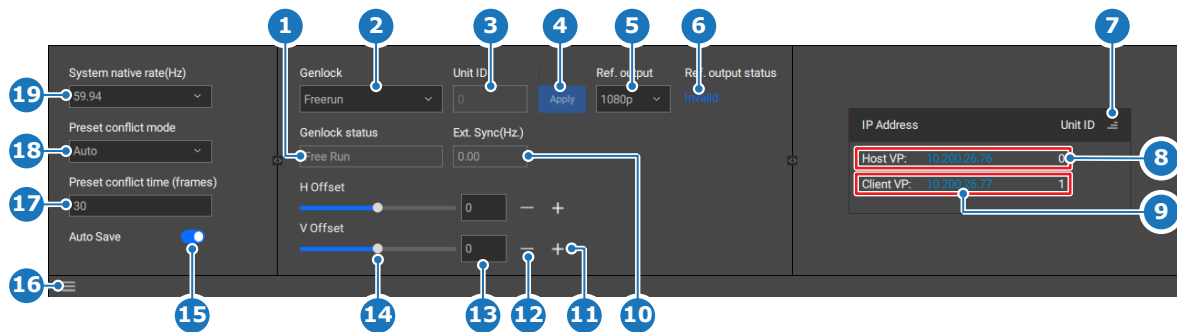 1 2 3 4 5 6 7
System native rate(Hz) Genlock Unit ID Ref. output Ref. output status
19 59.94 Freerun 0 Apply 1080p Invalid
IP Address Unit ID
Preset conflict mode Genlock status Ext. Sync(Hz.)
18 Auto Free Run 0.00 Host VP: 10.200.26.76 0 8
Preset conflict time (frames) H Offset Client VP: 10.200.26.77 1
17 30 0 9
Auto Save V Offset
0
16
15 14 13 12 11 10